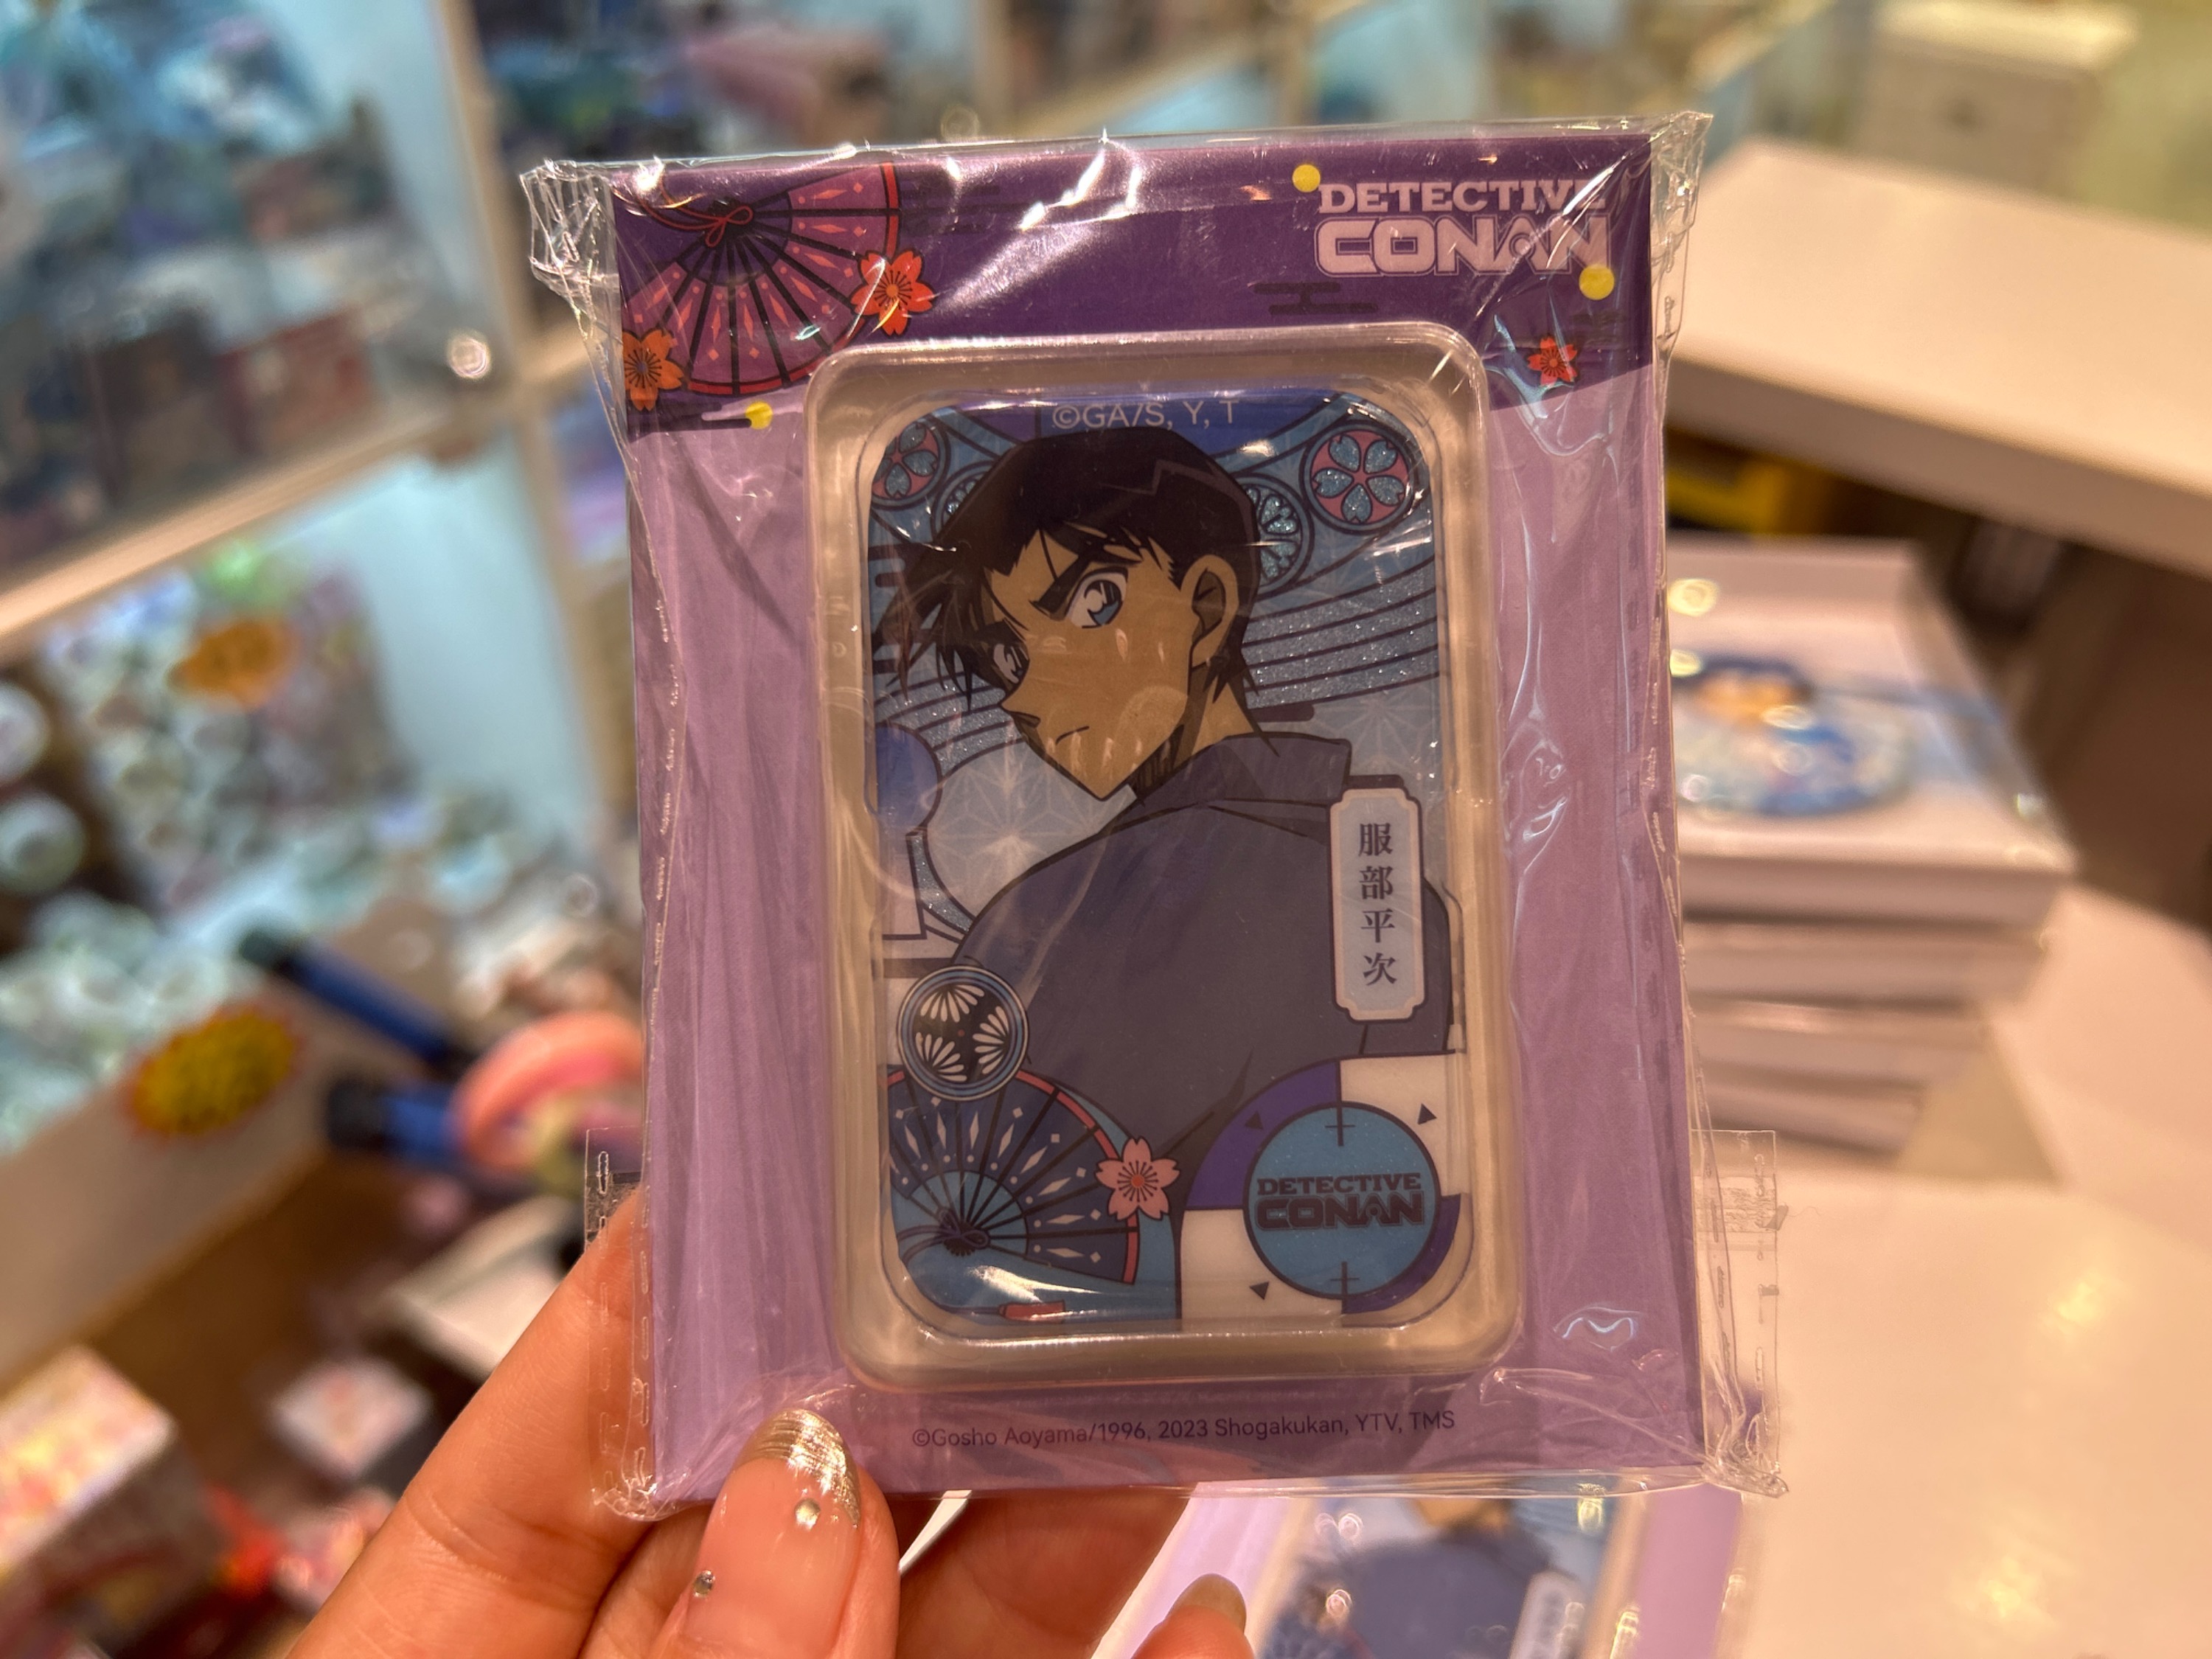 DETECTIVE
CONAN
©GA/S, Y, T
服部平次
DETECTIVE
CONAN
©Gosho Aoyama/1996, 2023 Shogakukan, YTV, TMS